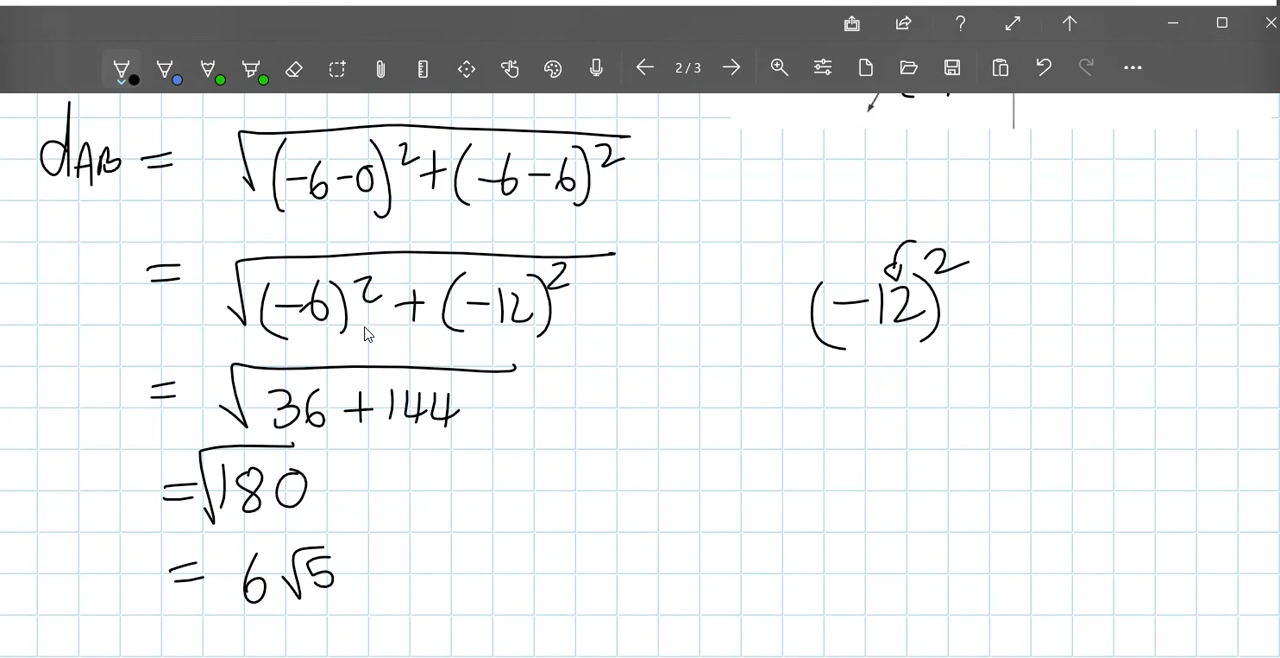 2/3
d_AB = √((-6-0)² + (-6-6)²)
= √((-6)² + (-12)²)
(-12)²
= √(36 + 144)
= √180
= 6√5